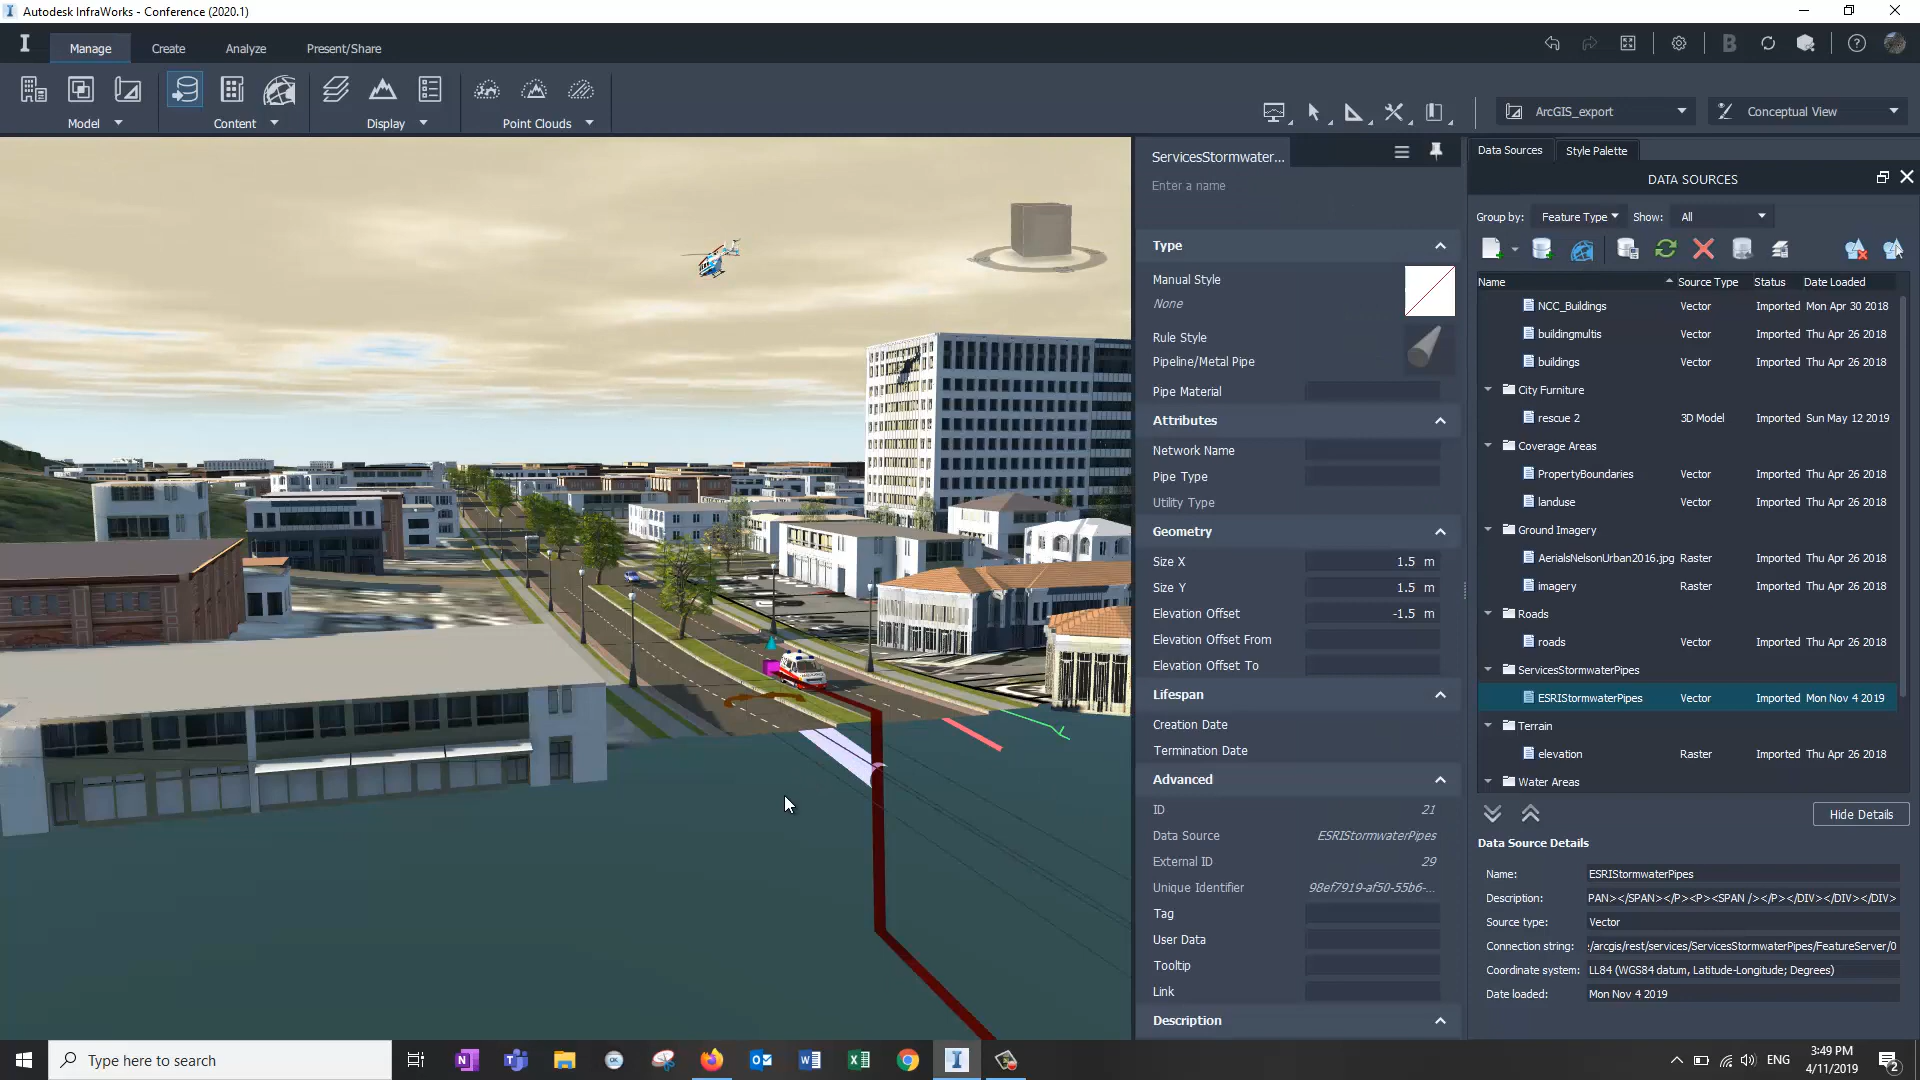 Autodesk InfraWorks - Conference (2020.1)
Manage
Create
Analyze
Present/Share
Model
Content
Display
Point Clouds
ArcGIS_export
Conceptual View
ServicesStormwater...
Enter a name
Type
Manual Style
None
Rule Style
Pipeline/Metal Pipe
Pipe Material
Attributes
Network Name
Pipe Type
Utility Type
Geometry
Size X 1.5 m
Size Y 1.5 m
Elevation Offset -1.5 m
Elevation Offset From
Elevation Offset To
Lifespan
Creation Date
Termination Date
Advanced
ID 21
Data Source ESRIStormwaterPipes
External ID 29
Unique Identifier 98ef7919-af50-55b6-...
Tag
User Data
Tooltip
Link
Description
Data Sources
Style Palette
DATA SOURCES
Group by: Feature Type Show: All
Name Source Type Status Date Loaded
NCC_Buildings Vector Imported Mon Apr 30 2018
buildingmultis Vector Imported Thu Apr 26 2018
buildings Vector Imported Thu Apr 26 2018
City Furniture
rescue 2 3D Model Imported Sun May 12 2019
Coverage Areas
PropertyBoundaries Vector Imported Thu Apr 26 2018
landuse Vector Imported Thu Apr 26 2018
Ground Imagery
AerialsNelsonUrban2016.jpg Raster Imported Thu Apr 26 2018
imagery Raster Imported Thu Apr 26 2018
Roads
roads Vector Imported Thu Apr 26 2018
ServicesStormwaterPipes
ESRIStormwaterPipes Vector Imported Mon Nov 4 2019
Terrain
elevation Raster Imported Thu Apr 26 2018
Water Areas
Hide Details
Data Source Details
Name: ESRIStormwaterPipes
Description: PAN></SPAN></P><P><SPAN /></P></DIV></DIV></DIV>
Source type: Vector
Connection string: :/arcgis/rest/services/ServicesStormwaterPipes/FeatureServer/0
Coordinate system: LL84 (WGS84 datum, Latitude-Longitude; Degrees)
Date loaded: Mon Nov 4 2019
Type here to search
ENG
3:49 PM
4/11/2019
2